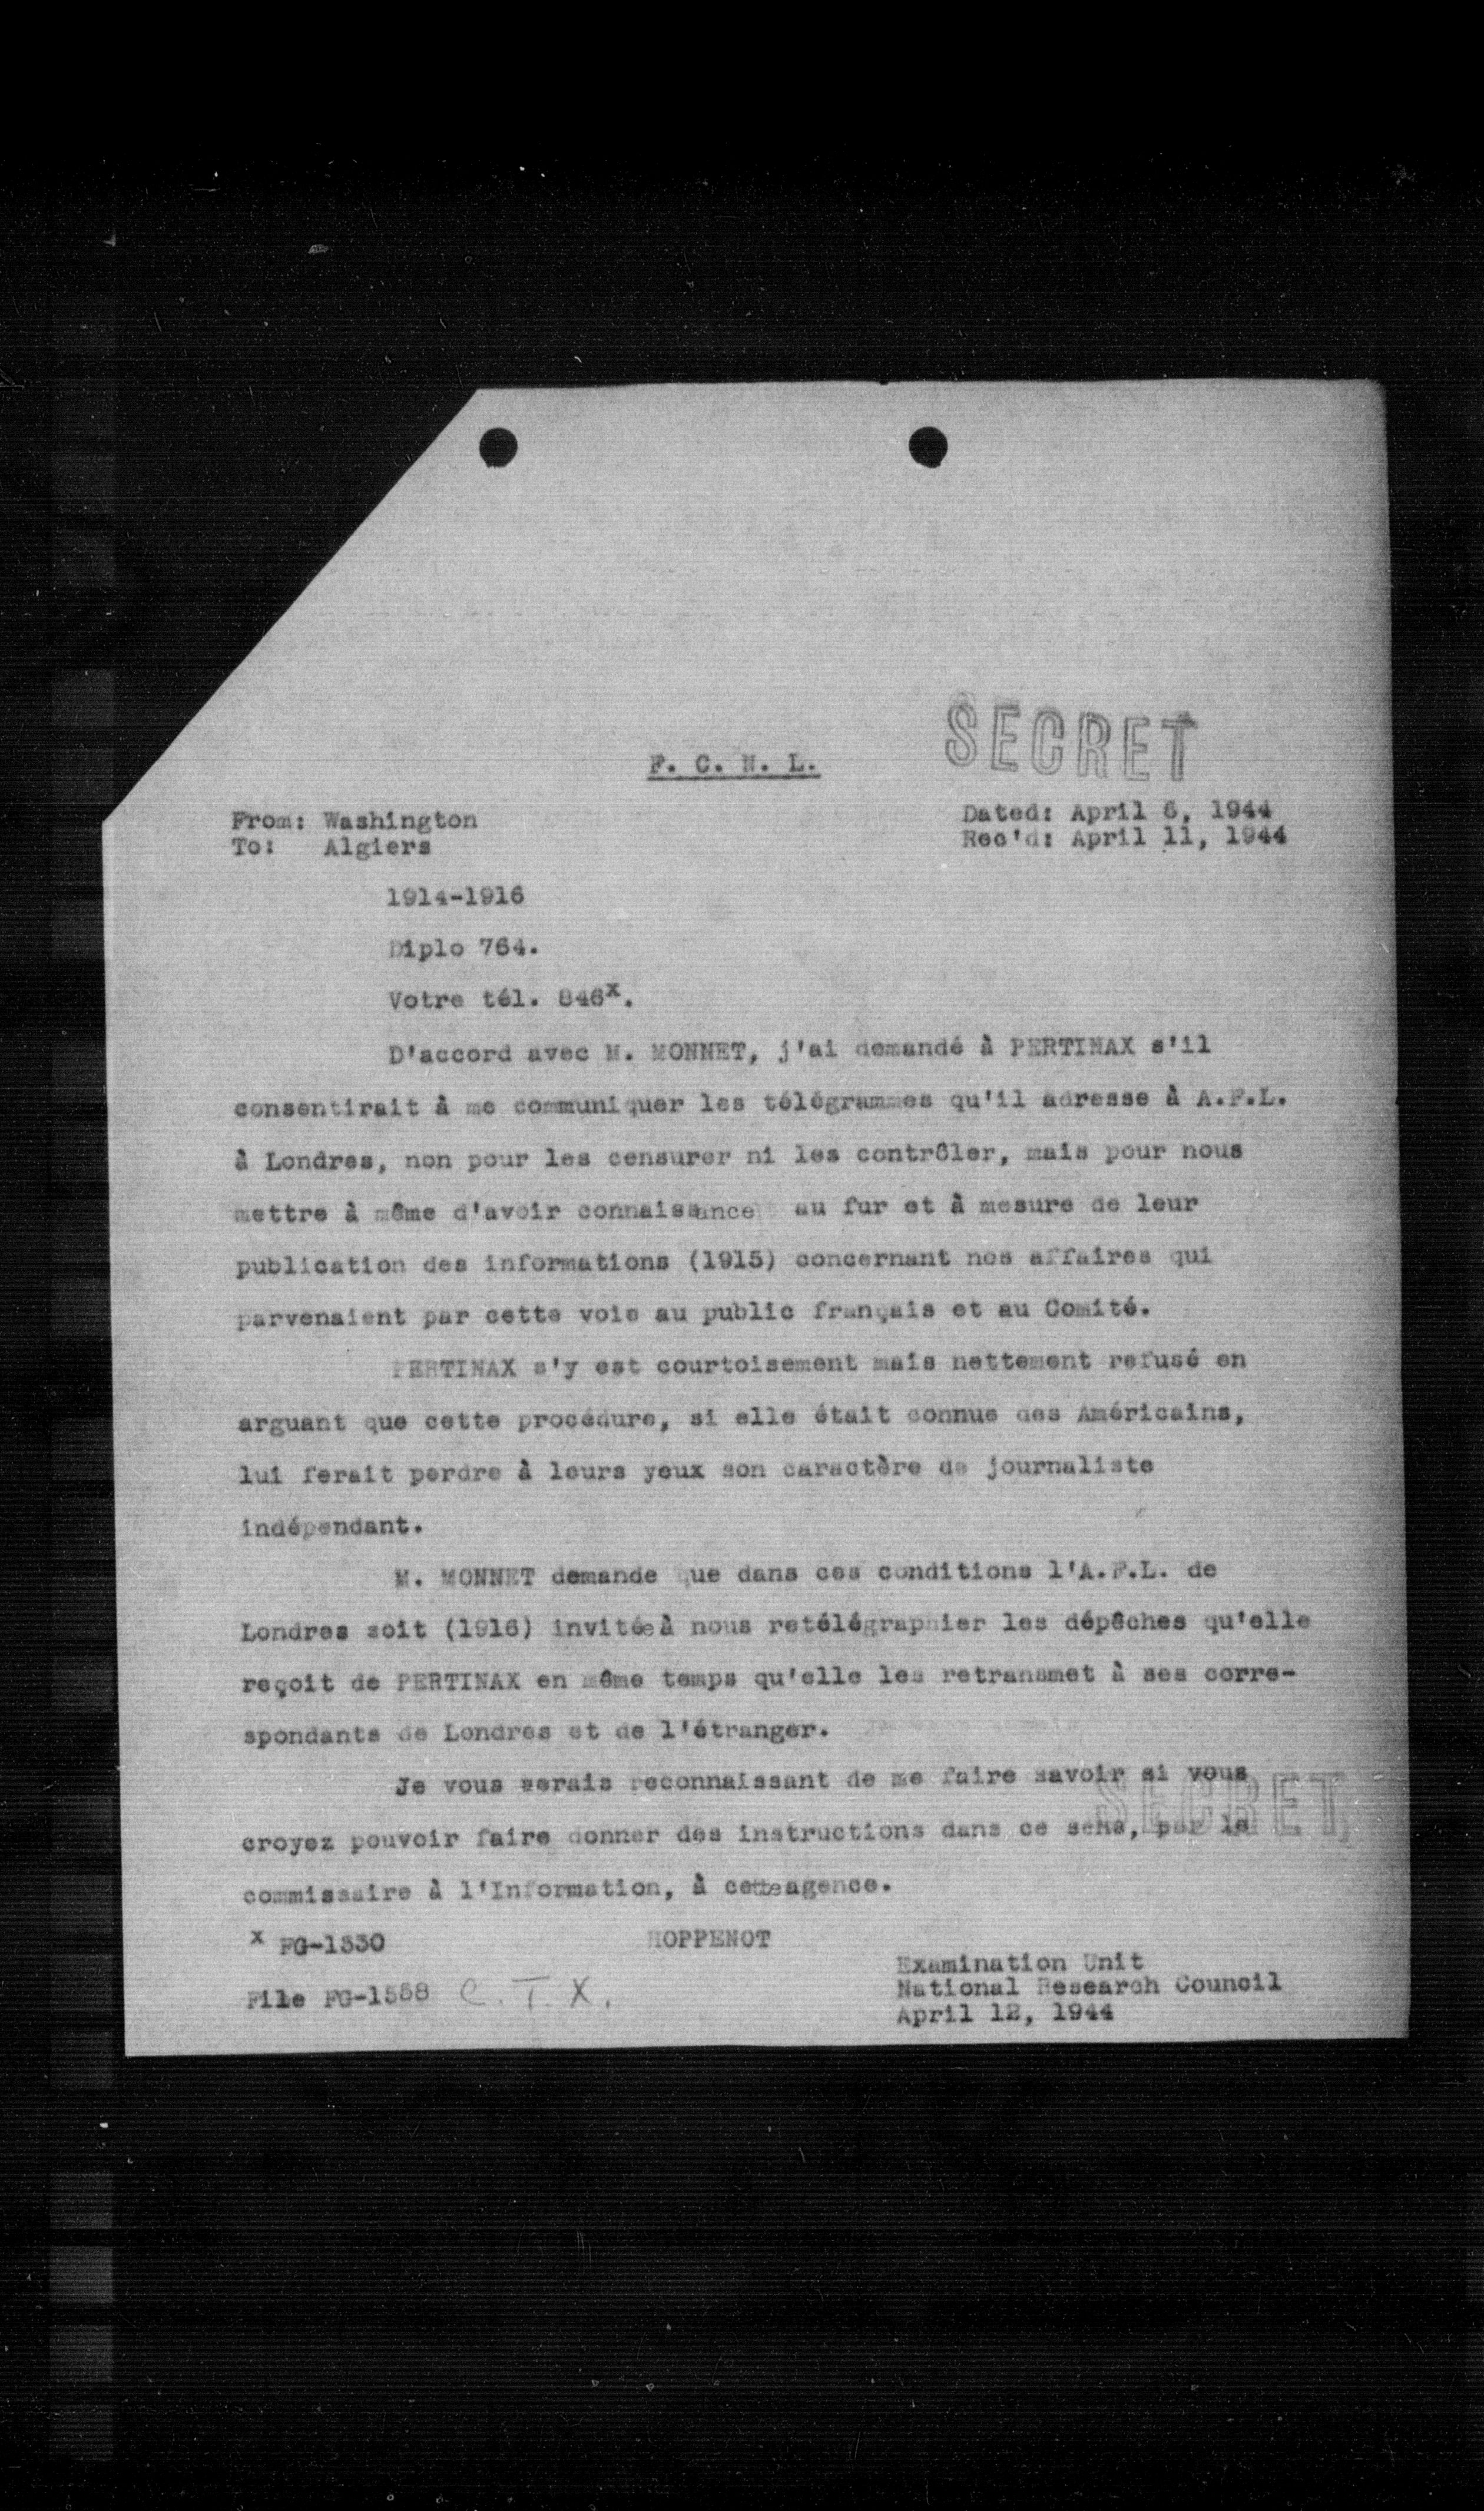 SECRET
F. C. N. L.
From: Washington
To: Algiers
Dated: April 6, 1944
Rec'd: April 11, 1944
1914-1916
Diplo 764.
Votre tél. 846x.
D'accord avec M. MONNET, j'ai demandé à PERTINAX s'il
consentirait à me communiquer les télégrammes qu'il adresse à A.F.L.
à Londres, non pour les censurer ni les contrôler, mais pour nous
mettre à même d'avoir connaissance au fur et à mesure de leur
publication des informations (1915) concernant nos affaires qui
parvenaient par cette voie au public français et au Comité.
PERTINAX s'y est courtoisement mais nettement refusé en
arguant que cette procédure, si elle était connue des Américains,
lui ferait perdre à leurs yeux son caractère de journaliste
indépendant.
M. MONNET demande que dans ces conditions l'A.F.L. de
Londres soit (1916) invitée à nous retélégraphier les dépêches qu'elle
reçoit de PERTINAX en même temps qu'elle les retransmet à ses corre-
spondants de Londres et de l'étranger.
Je vous serais reconnaissant de me faire savoir si vous
croyez pouvoir faire donner des instructions dans ce sens, par le
commissaire à l'Information, à cette agence.
SECRET
x FG-1530
HOPPENOT
File FG-1558 C.T.X.
Examination Unit
National Research Council
April 12, 1944